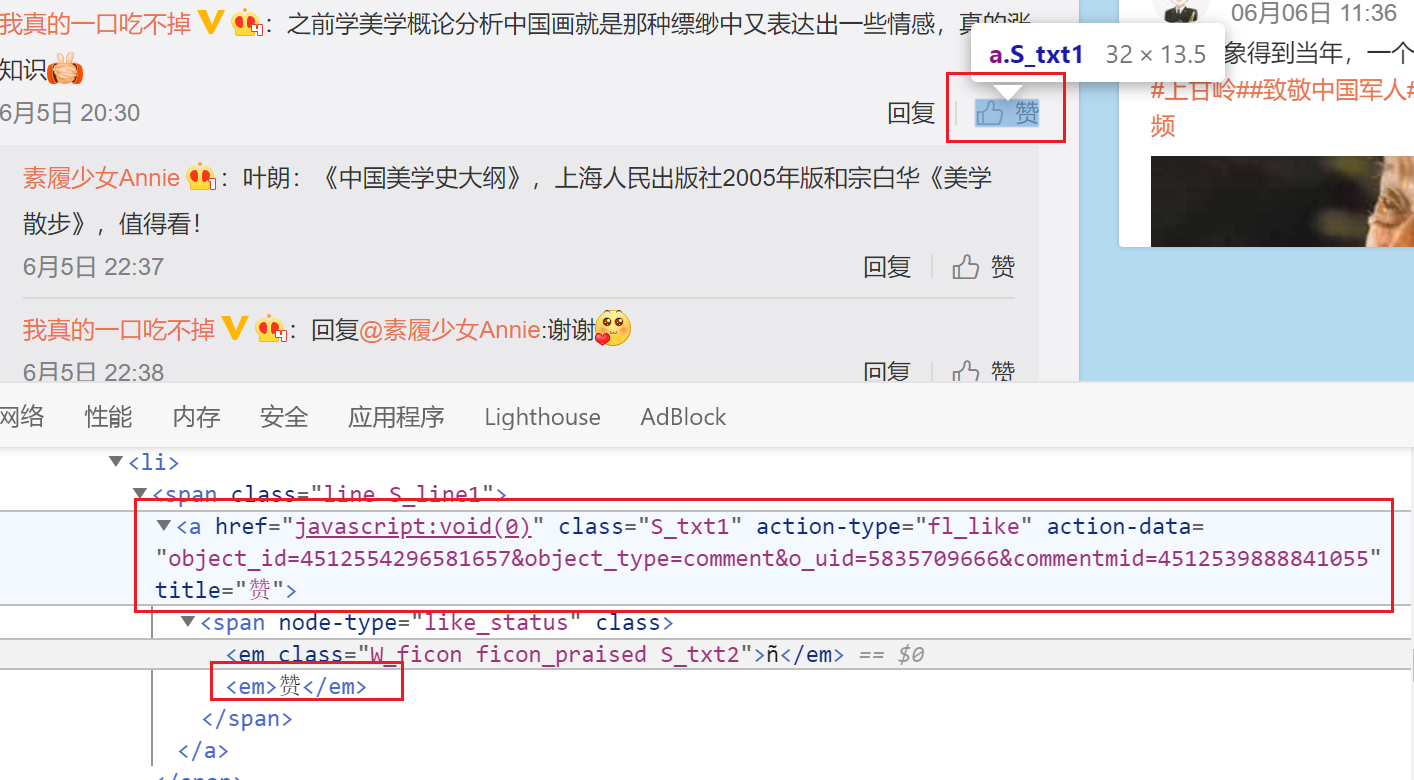 我真的一口吃不掉 ：之前学美学概论分析中国画就是那种缥缈中又表达出一些情感，真的涨
知识
6月5日 20:30
回复 赞
a.S_txt1 32 × 13.5
素履少女Annie ：叶朗：《中国美学史大纲》，上海人民出版社2005年版和宗白华《美学
散步》，值得看！
6月5日 22:37
回复 赞
我真的一口吃不掉 ：回复@素履少女Annie:谢谢
6月5日 22:38
回复 赞
06月06日 11:36
象得到当年，一个
#上甘岭##致敬中国军人#
频
网络 性能 内存 安全 应用程序 Lighthouse AdBlock
<li>
<span class="line S_line1">
<a href="javascript:void(0)" class="S_txt1" action-type="fl_like" action-data=
"object_id=4512554296581657&object_type=comment&o_uid=5835709666&commentmid=4512539888841055"
title="赞">
<span node-type="like_status" class>
<em class="W_ficon ficon_praised S_txt2">ñ</em> == $0
<em>赞</em>
</span>
</a>
</span>